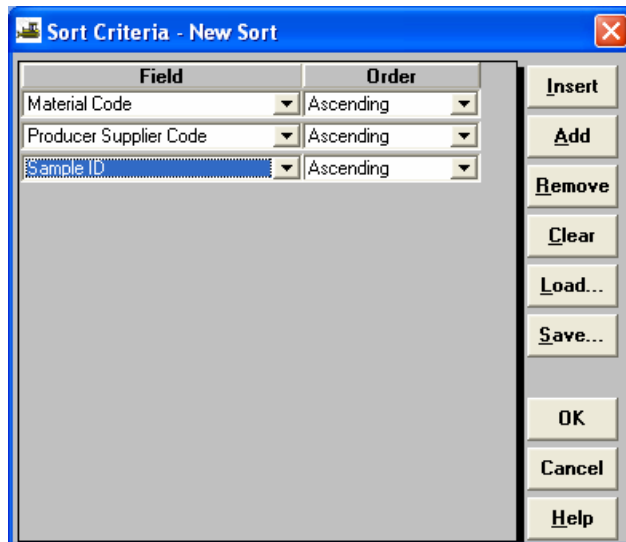 Sort Criteria - New Sort
Field Order
Material Code Ascending
Producer Supplier Code Ascending
Sample ID Ascending
Insert
Add
Remove
Clear
Load...
Save...
OK
Cancel
Help